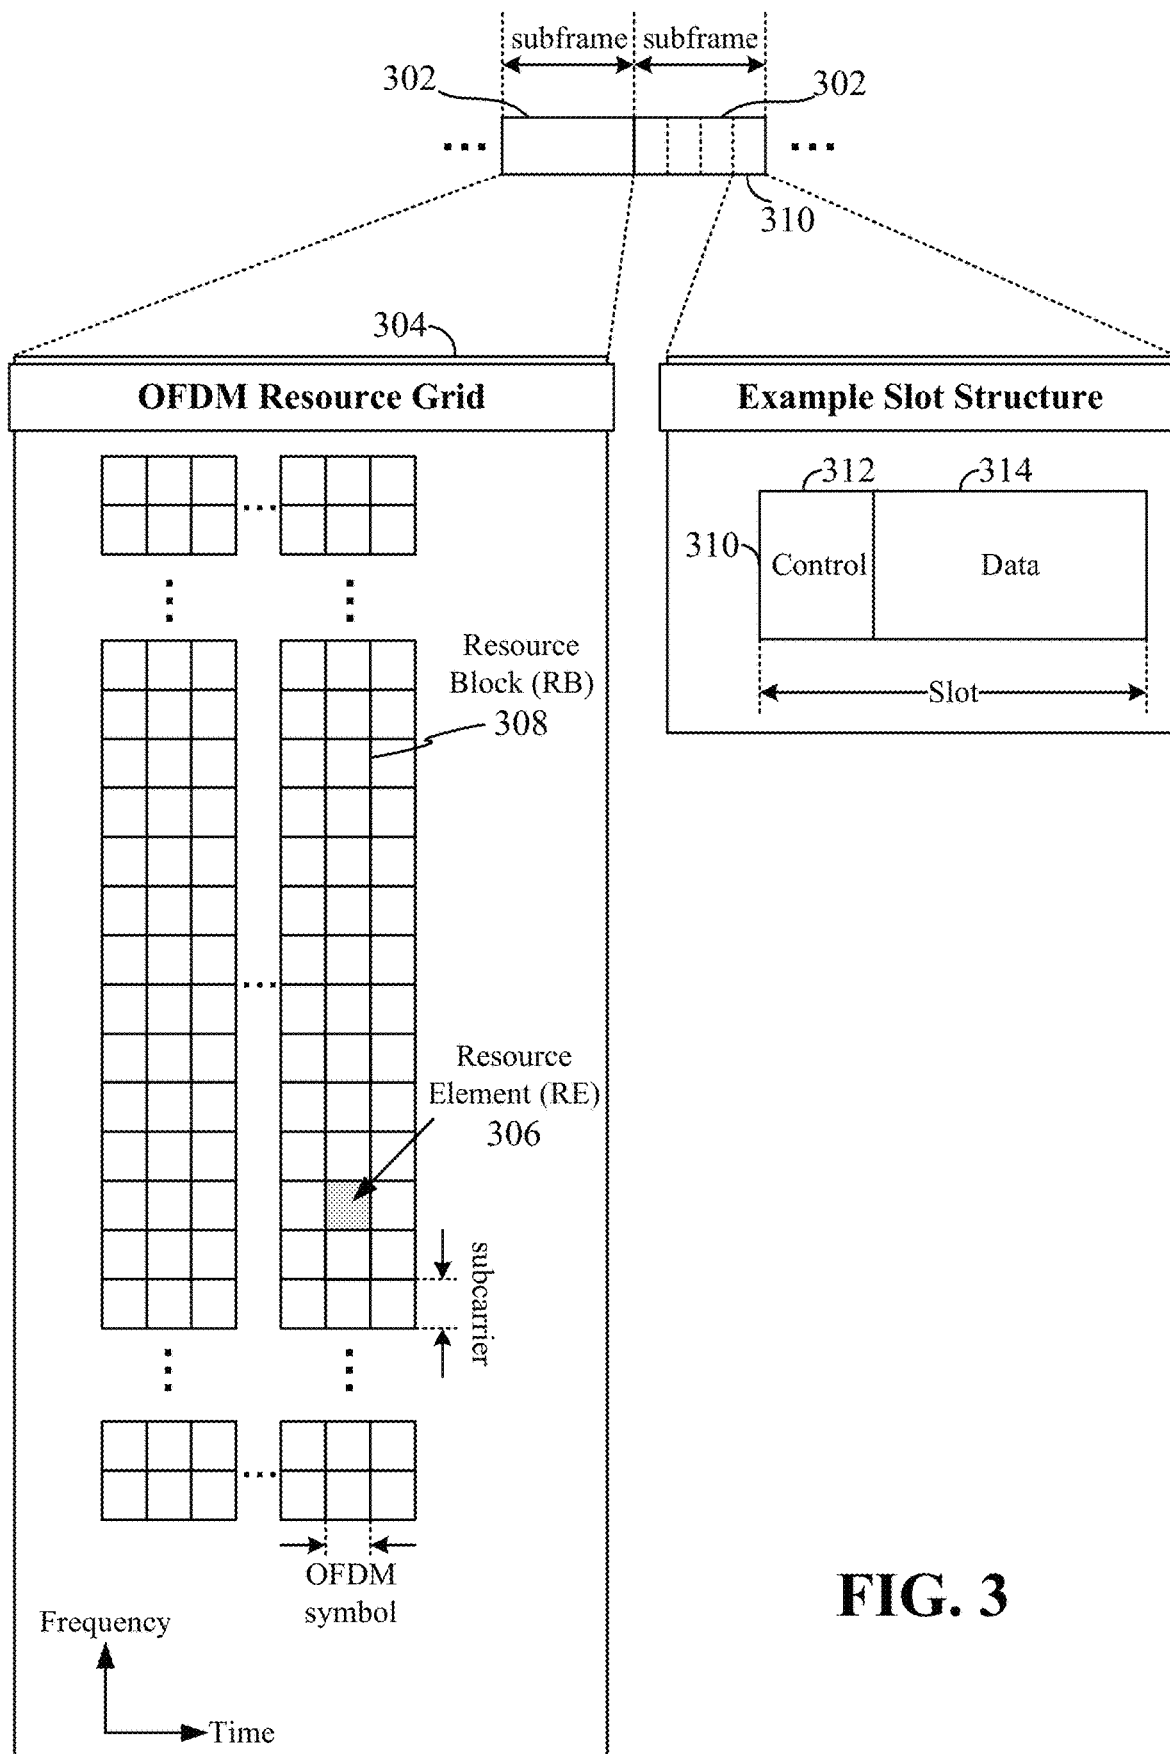 subframe subframe
302 302
310
304
OFDM Resource Grid
Example Slot Structure
312 314
310
Control Data
Slot
Resource
Block (RB)
308
Resource
Element (RE)
306
subcarrier
OFDM
symbol
Frequency
Time
FIG. 3